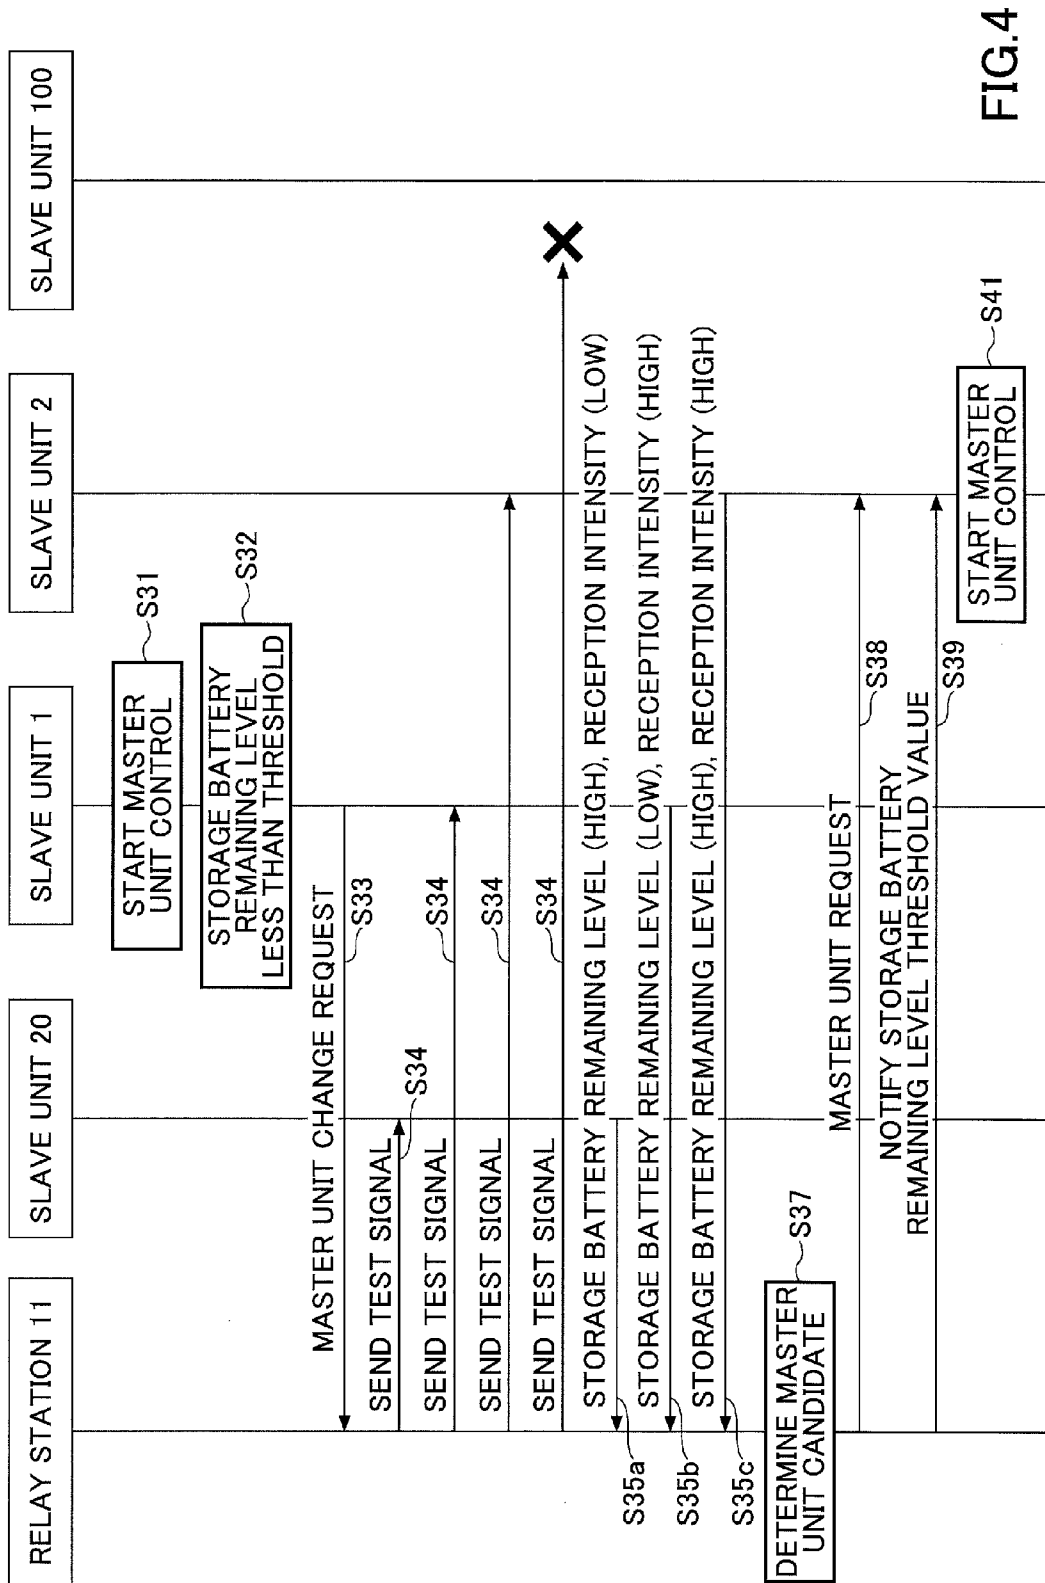 RELAY STATION 11
SLAVE UNIT 20
SLAVE UNIT 1
SLAVE UNIT 2
SLAVE UNIT 100
START MASTER
UNIT CONTROL
S31
STORAGE BATTERY
REMAINING LEVEL
LESS THAN THRESHOLD
S32
MASTER UNIT CHANGE REQUEST
S33
SEND TEST SIGNAL
S34
SEND TEST SIGNAL
S34
SEND TEST SIGNAL
S34
SEND TEST SIGNAL
S34
STORAGE BATTERY REMAINING LEVEL (HIGH), RECEPTION INTENSITY (LOW)
S35a
STORAGE BATTERY REMAINING LEVEL (LOW), RECEPTION INTENSITY (HIGH)
S35b
STORAGE BATTERY REMAINING LEVEL (HIGH), RECEPTION INTENSITY (HIGH)
S35c
DETERMINE MASTER
UNIT CANDIDATE
S37
MASTER UNIT REQUEST
S38
NOTIFY STORAGE BATTERY
REMAINING LEVEL THRESHOLD VALUE
S39
START MASTER
UNIT CONTROL
S41
FIG.4